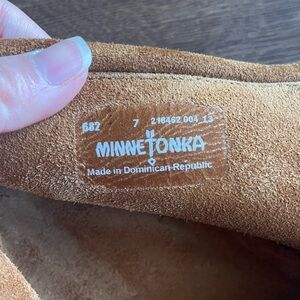 682 7 216462 004 13
MINNETONKA
Made in Dominican Republic